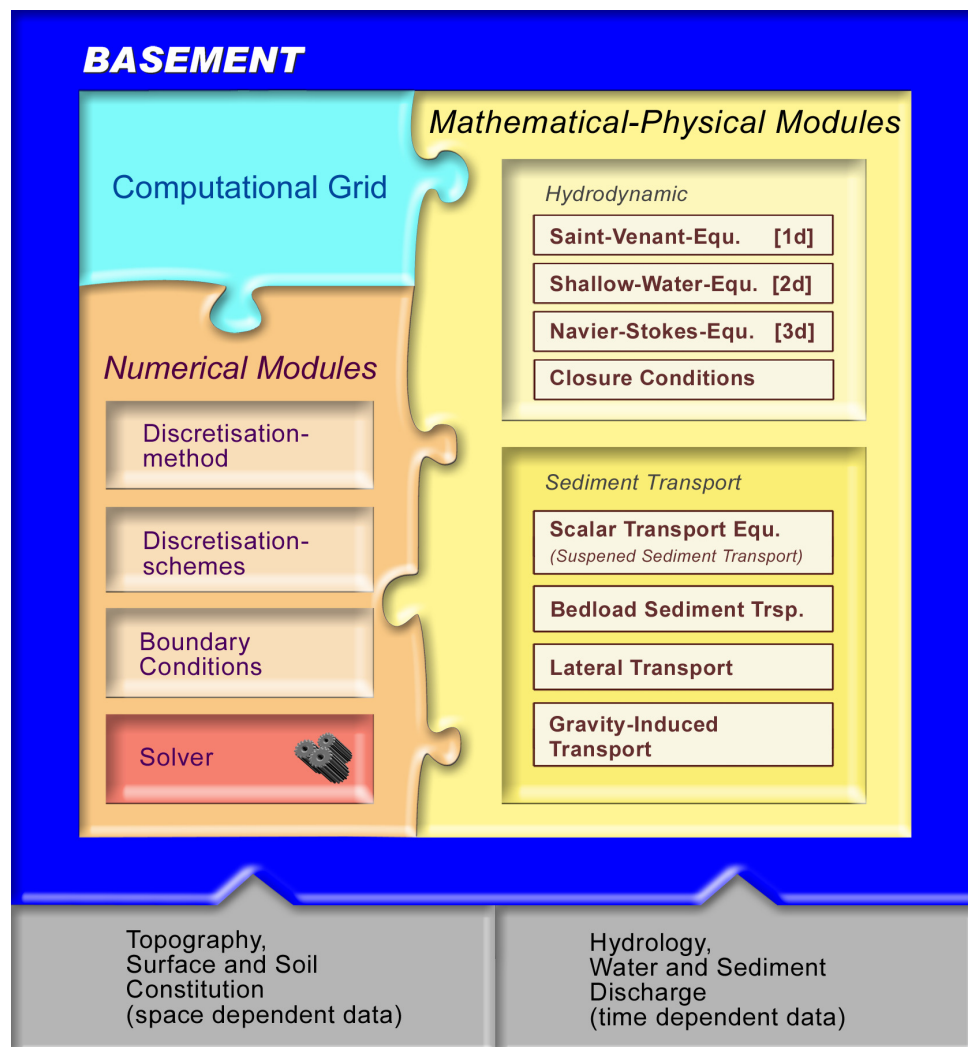 BASEMENT
Computational Grid
Numerical Modules
Discretisation-
method
Discretisation-
schemes
Boundary
Conditions
Solver
Mathematical-Physical Modules
Hydrodynamic
Saint-Venant-Equ. [1d]
Shallow-Water-Equ. [2d]
Navier-Stokes-Equ. [3d]
Closure Conditions
Sediment Transport
Scalar Transport Equ.
(Suspened Sediment Transport)
Bedload Sediment Trsp.
Lateral Transport
Gravity-Induced
Transport
Topography,
Surface and Soil
Constitution
(space dependent data)
Hydrology,
Water and Sediment
Discharge
(time dependent data)